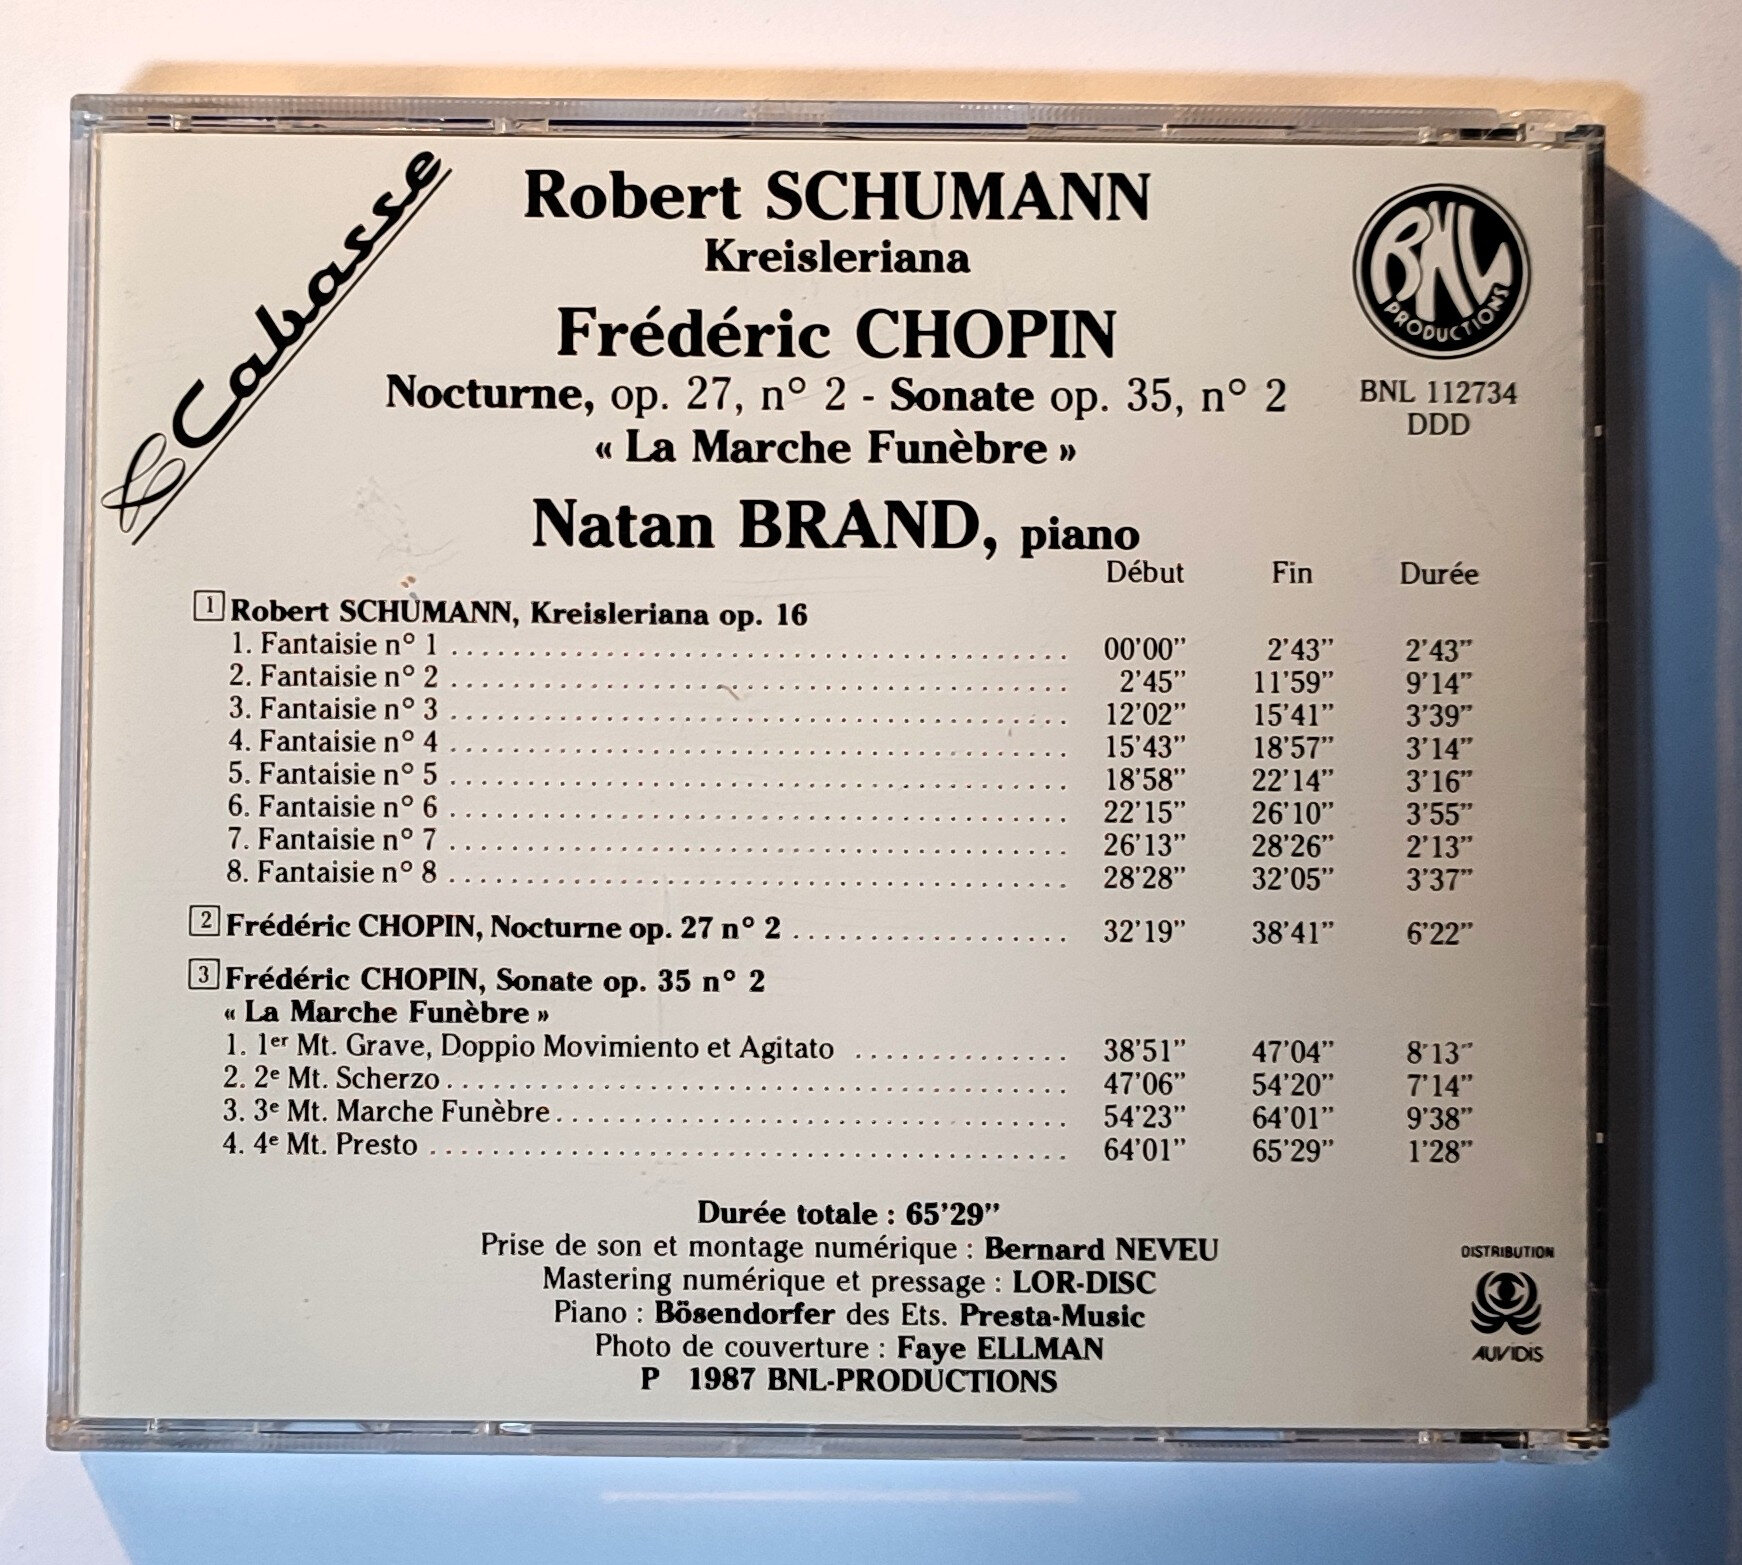 Cabasse
Robert SCHUMANN
Kreisleriana
Frédéric CHOPIN
Nocturne, op. 27, n° 2 - Sonate op. 35, n° 2
« La Marche Funèbre »
Natan BRAND, piano
BNL
PRODUCTIONS
BNL 112734
DDD
Début Fin Durée
1 Robert SCHUMANN, Kreisleriana op. 16
1. Fantaisie n° 1 ........ 00'00" 2'43" 2'43"
2. Fantaisie n° 2 ........ 2'45" 11'59" 9'14"
3. Fantaisie n° 3 ........ 12'02" 15'41" 3'39"
4. Fantaisie n° 4 ........ 15'43" 18'57" 3'14"
5. Fantaisie n° 5 ........ 18'58" 22'14" 3'16"
6. Fantaisie n° 6 ........ 22'15" 26'10" 3'55"
7. Fantaisie n° 7 ........ 26'13" 28'26" 2'13"
8. Fantaisie n° 8 ........ 28'28" 32'05" 3'37"
2 Frédéric CHOPIN, Nocturne op. 27 n° 2 ........ 32'19" 38'41" 6'22"
3 Frédéric CHOPIN, Sonate op. 35 n° 2
« La Marche Funèbre »
1. 1er Mt. Grave, Doppio Movimiento et Agitato ........ 38'51" 47'04" 8'13"
2. 2e Mt. Scherzo ........ 47'06" 54'20" 7'14"
3. 3e Mt. Marche Funèbre ........ 54'23" 64'01" 9'38"
4. 4e Mt. Presto ........ 64'01" 65'29" 1'28"
Durée totale : 65'29"
Prise de son et montage numérique : Bernard NEVEU
Mastering numérique et pressage : LOR-DISC
Piano : Bösendorfer des Ets. Presta-Music
Photo de couverture : Faye ELLMAN
P 1987 BNL-PRODUCTIONS
DISTRIBUTION
AUVIDIS